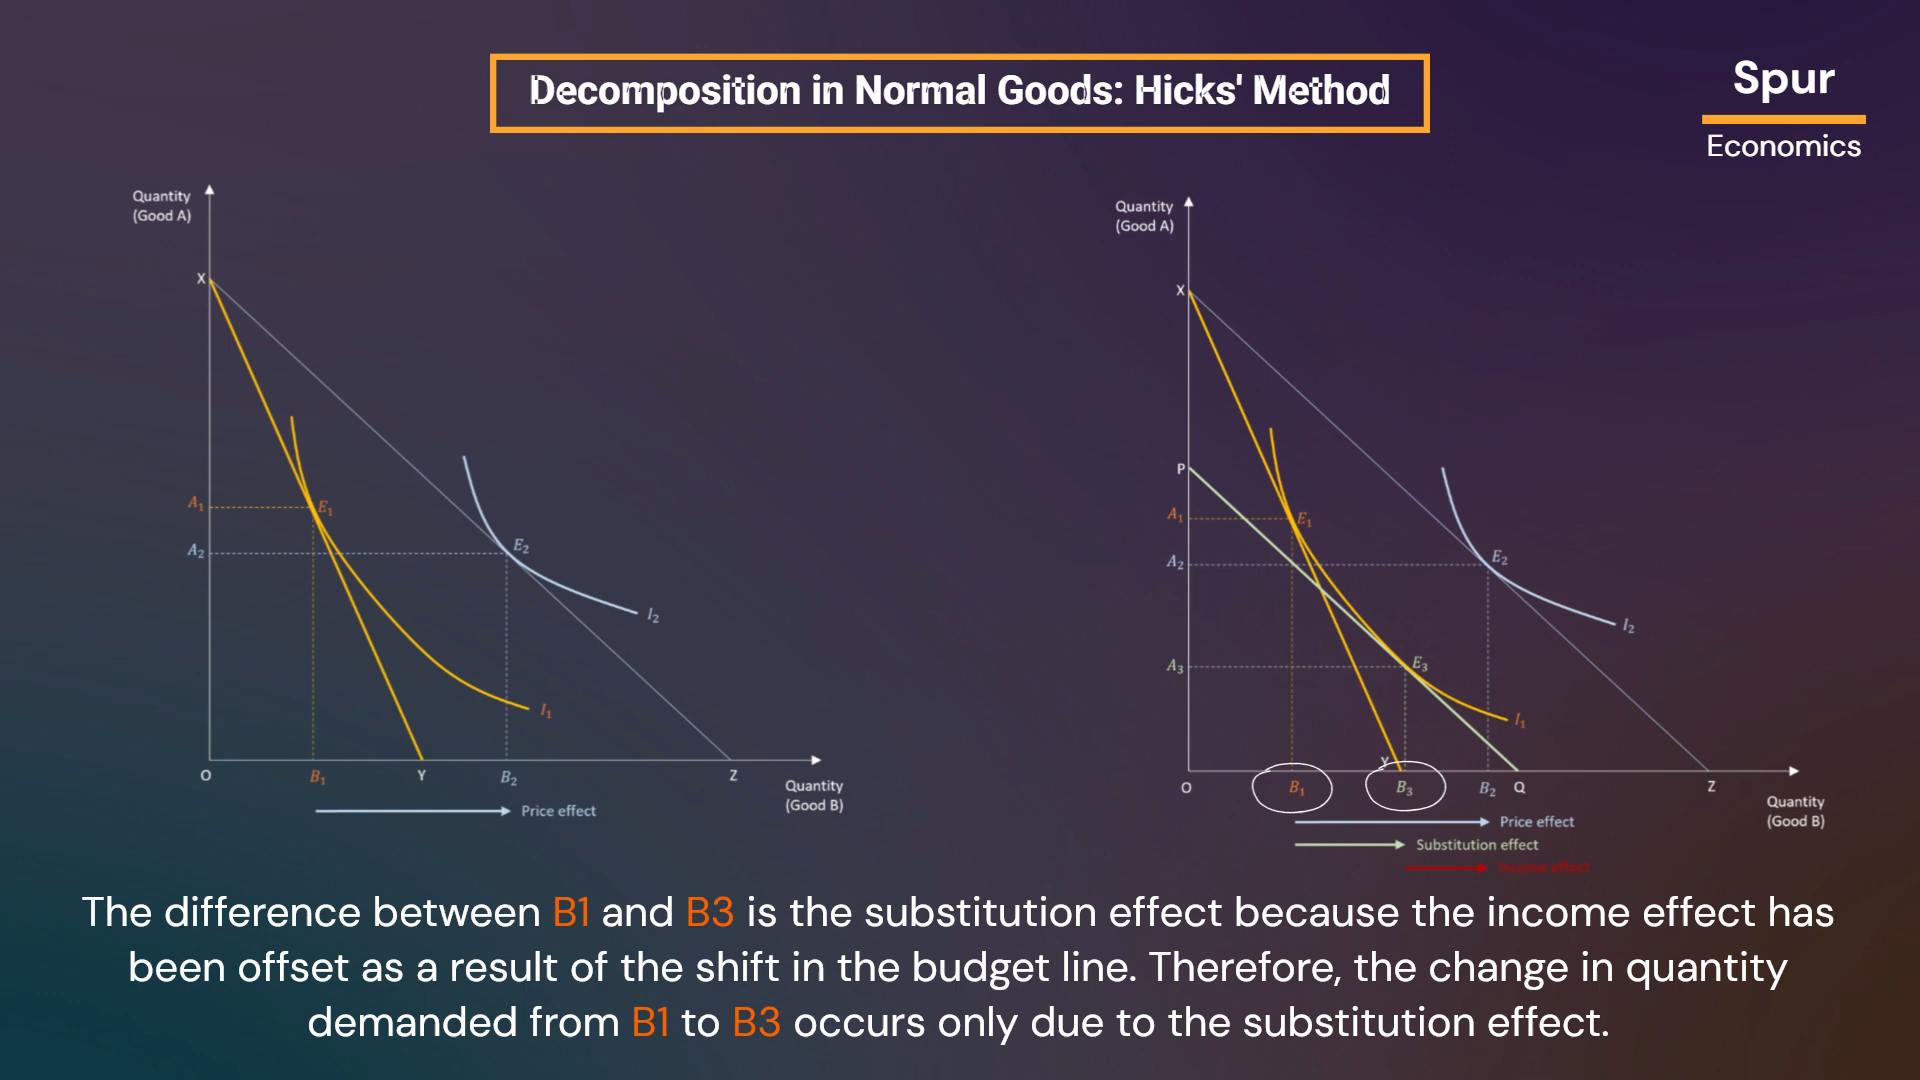 Decomposition in Normal Goods: Hicks' Method
Spur
Economics
Quantity
(Good A)
X
A₁
E₁
A₂
E₂
I₂
I₁
O
B₁
Y
B₂
Z
Quantity
(Good B)
Price effect
Quantity
(Good A)
X
P
A₁
E₁
A₂
E₂
I₂
A₃
E₃
I₁
Y
O
B₁
B₃
B₂
Q
Z
Quantity
(Good B)
Price effect
Substitution effect
Income effect
The difference between B1 and B3 is the substitution effect because the income effect has
been offset as a result of the shift in the budget line. Therefore, the change in quantity
demanded from B1 to B3 occurs only due to the substitution effect.